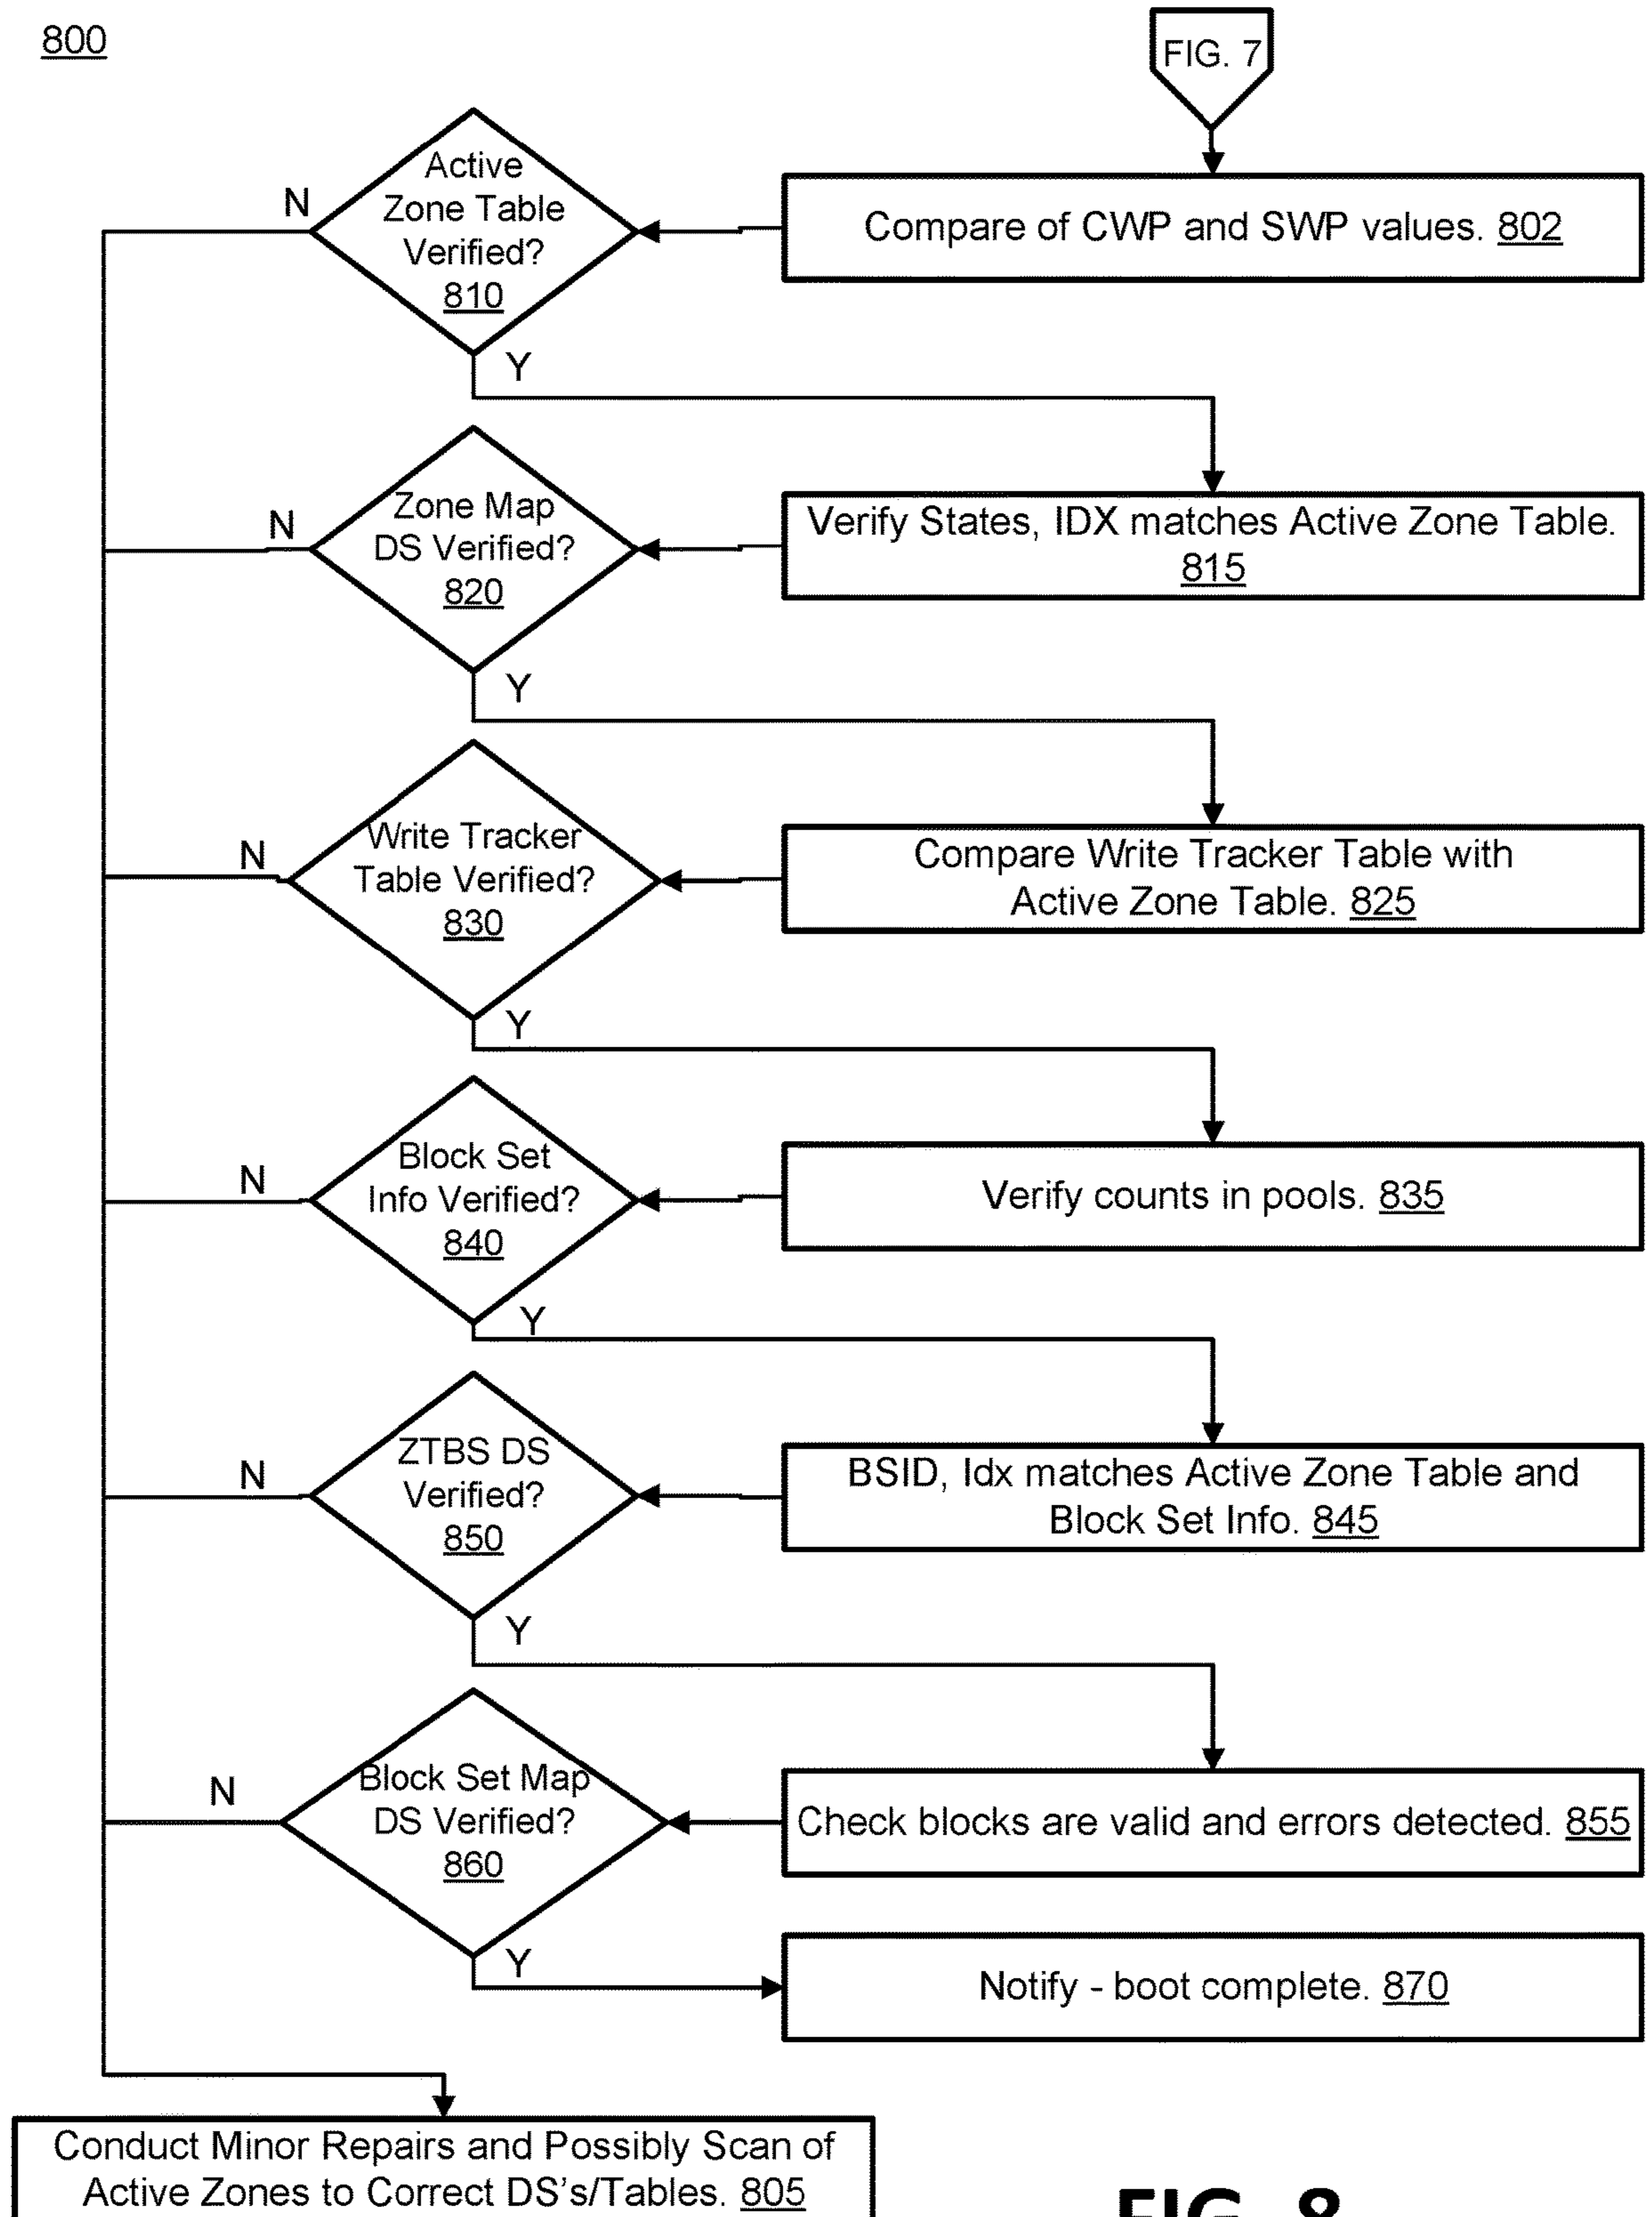 800
FIG. 7
Compare of CWP and SWP values. 802
Active
Zone Table
Verified?
810
N
Y
Verify States, IDX matches Active Zone Table.
815
Zone Map
DS Verified?
820
N
Y
Compare Write Tracker Table with
Active Zone Table. 825
Write Tracker
Table Verified?
830
N
Y
Verify counts in pools. 835
Block Set
Info Verified?
840
N
Y
BSID, Idx matches Active Zone Table and
Block Set Info. 845
ZTBS DS
Verified?
850
N
Y
Check blocks are valid and errors detected. 855
Block Set Map
DS Verified?
860
N
Y
Notify - boot complete. 870
Conduct Minor Repairs and Possibly Scan of
Active Zones to Correct DS's/Tables. 805
FIG. 8